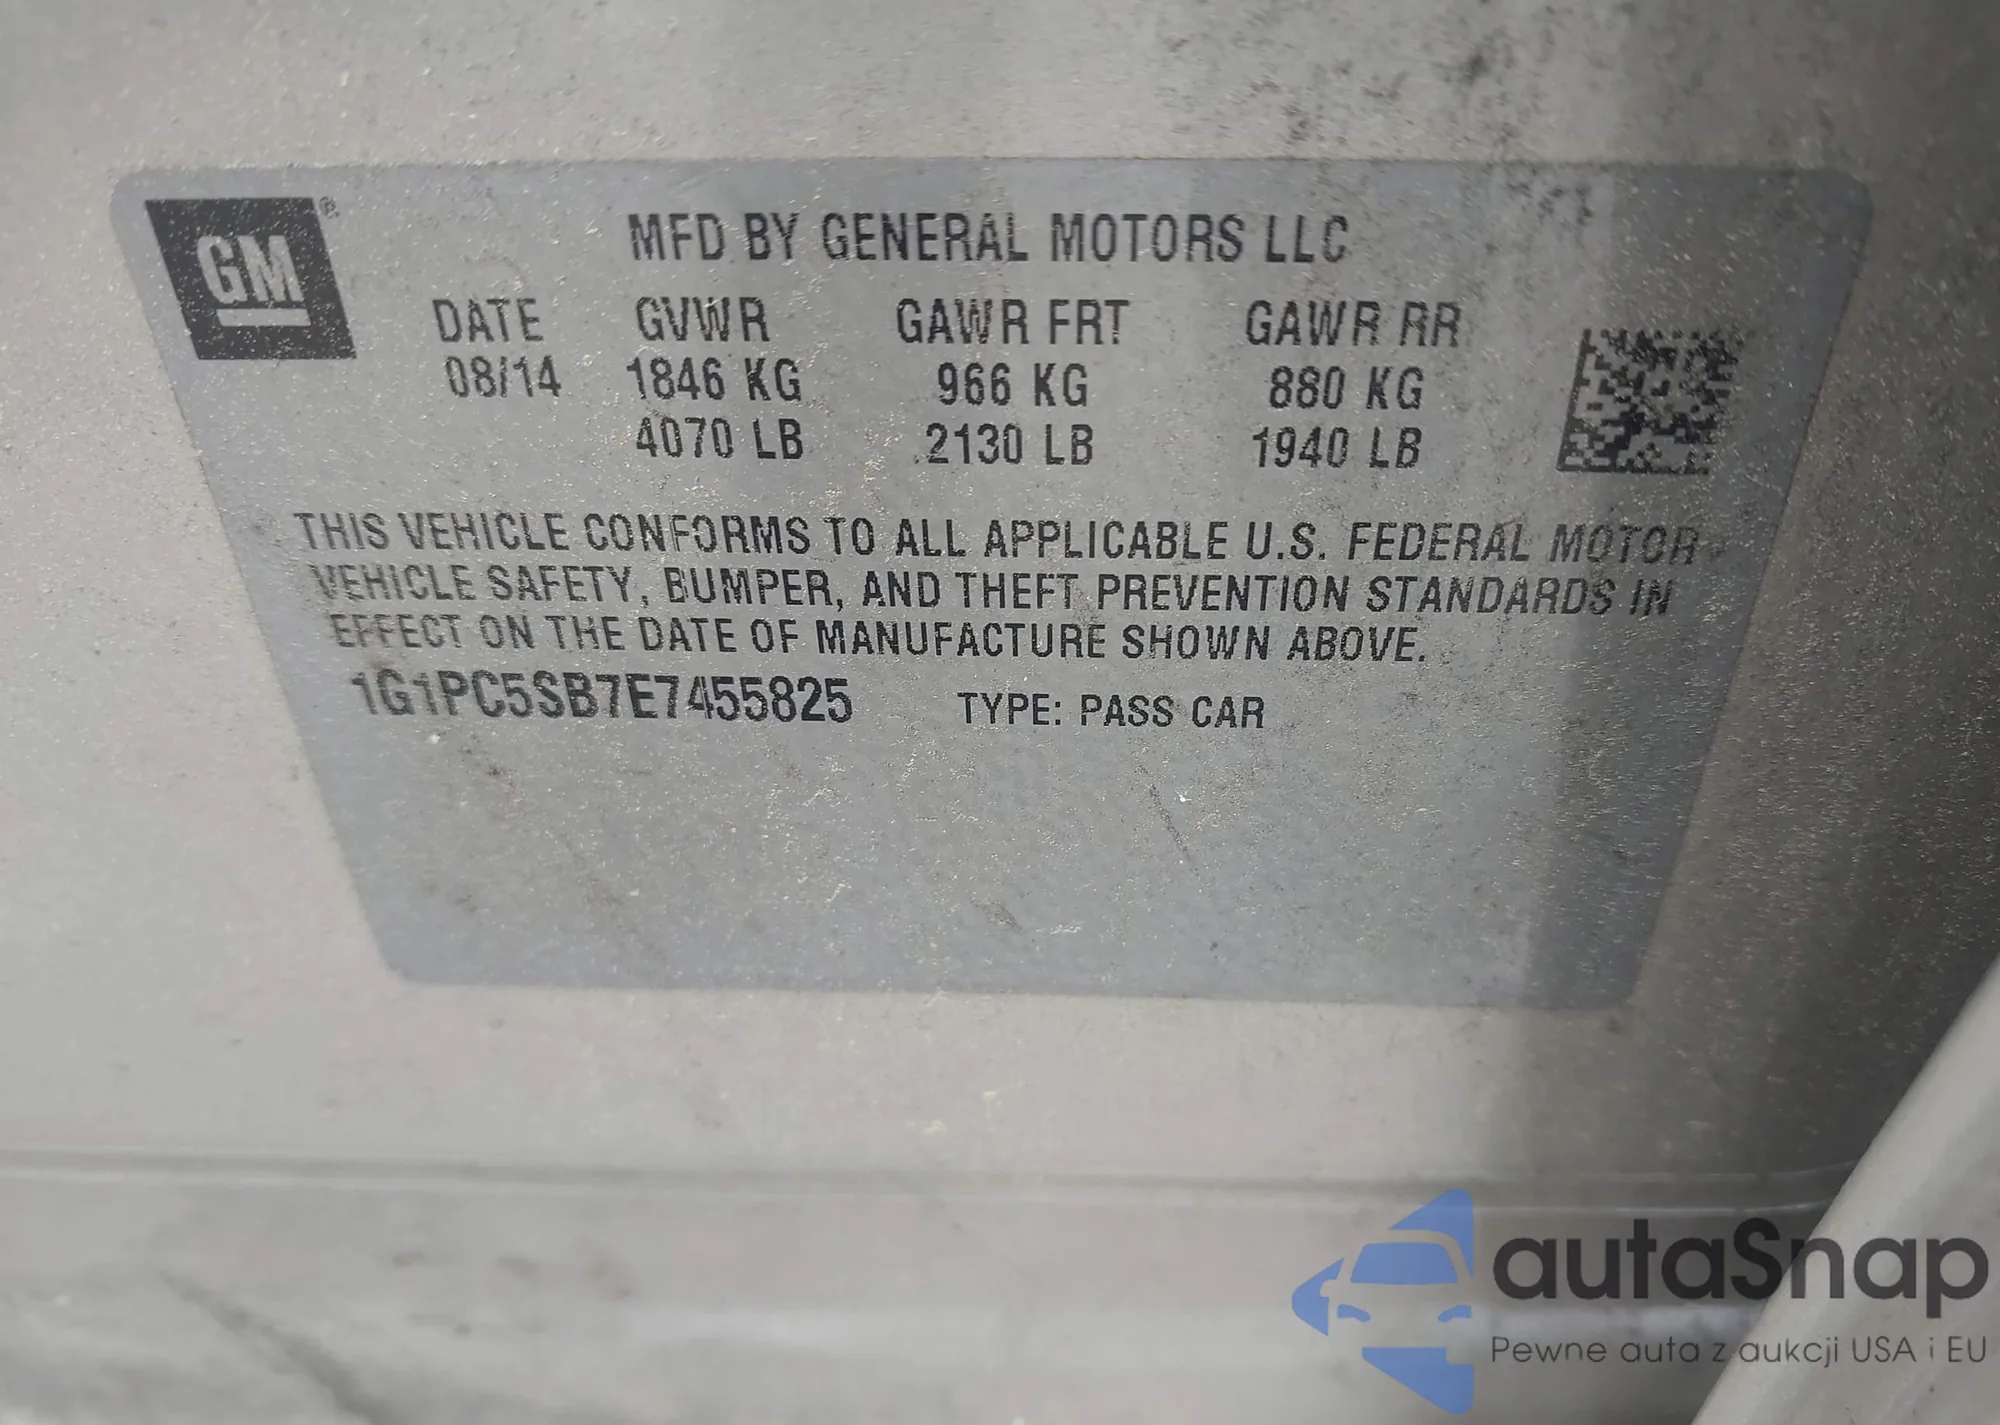 GM ®
MFD BY GENERAL MOTORS LLC
DATE GVWR GAWR FRT GAWR RR
08/14 1846 KG 966 KG 880 KG
4070 LB 2130 LB 1940 LB
THIS VEHICLE CONFORMS TO ALL APPLICABLE U.S. FEDERAL MOTOR
VEHICLE SAFETY, BUMPER, AND THEFT PREVENTION STANDARDS IN
EFFECT ON THE DATE OF MANUFACTURE SHOWN ABOVE.
1G1PC5SB7E7455825 TYPE: PASS CAR
autaSnap
Pewne auta z aukcji USA i EU